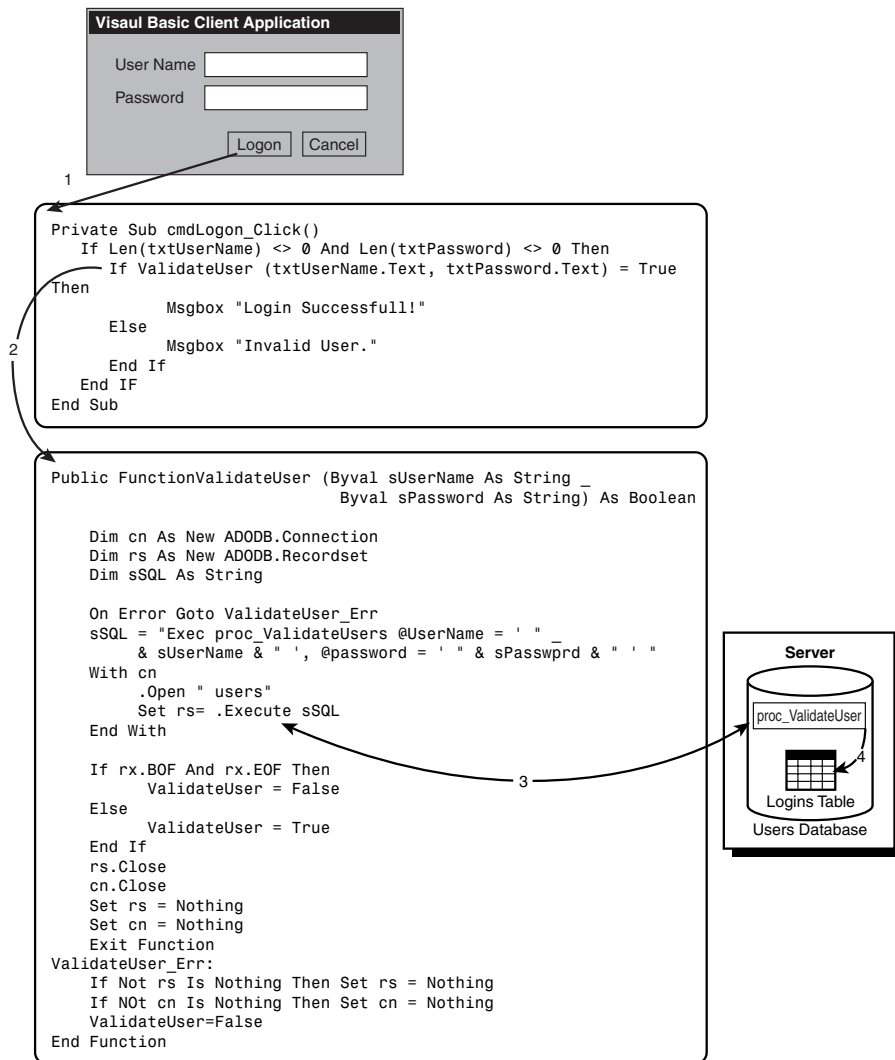 Visaul Basic Client Application
User Name
Password
Logon Cancel
1
Private Sub cmdLogon_Click()
If Len(txtUserName) <> 0 And Len(txtPassword) <> 0 Then
If ValidateUser (txtUserName.Text, txtPassword.Text) = True
Then
Msgbox "Login Successfull!"
Else
Msgbox "Invalid User."
End If
End IF
End Sub
2
Public FunctionValidateUser (Byval sUserName As String _
Byval sPassword As String) As Boolean
Dim cn As New ADODB.Connection
Dim rs As New ADODB.Recordset
Dim sSQL As String
On Error Goto ValidateUser_Err
sSQL = "Exec proc_ValidateUsers @UserName = ' " _
& sUserName & " ', @password = ' " & sPasswprd & " ' "
With cn
.Open " users"
Set rs= .Execute sSQL
End With
If rx.BOF And rx.EOF Then
ValidateUser = False
Else
ValidateUser = True
End If
rs.Close
cn.Close
Set rs = Nothing
Set cn = Nothing
Exit Function
ValidateUser_Err:
If Not rs Is Nothing Then Set rs = Nothing
If NOt cn Is Nothing Then Set cn = Nothing
ValidateUser=False
End Function
3
Server
proc_ValidateUser
4
Logins Table
Users Database